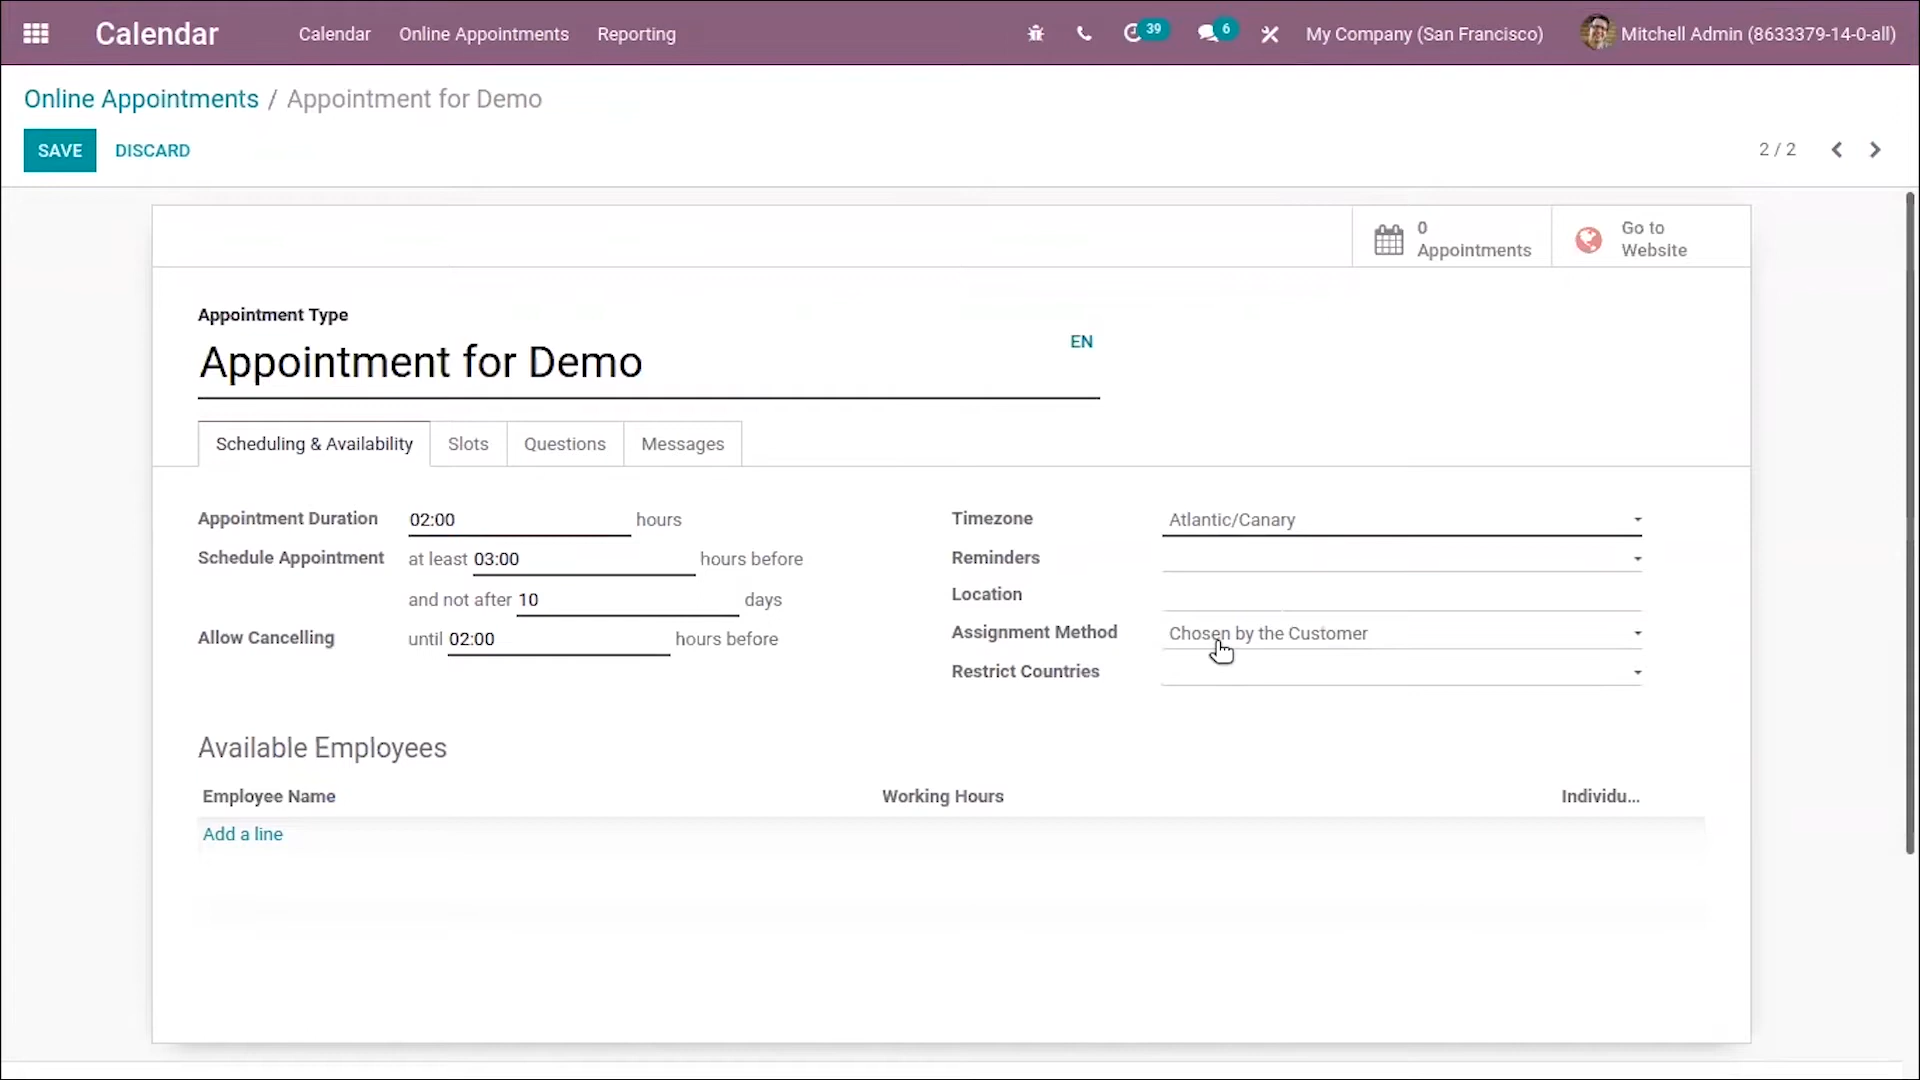 Calendar
Calendar Online Appointments Reporting 39 6 My Company (San Francisco) Mitchell Admin (8633379-14-0-all)
Online Appointments / Appointment for Demo
SAVE DISCARD 2 / 2
0 Appointments
Go to Website
Appointment Type
Appointment for Demo EN
Scheduling & Availability Slots Questions Messages
Appointment Duration 02:00 hours
Schedule Appointment at least 03:00 hours before
and not after 10 days
Allow Cancelling until 02:00 hours before
Timezone Atlantic/Canary
Reminders
Location
Assignment Method Chosen by the Customer
Restrict Countries
Available Employees
Employee Name Working Hours Individu...
Add a line